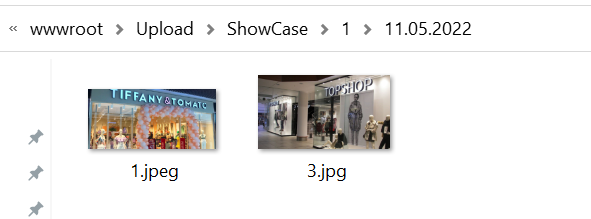 « wwwroot > Upload > ShowCase > 1 > 11.05.2022
TIFFANY & TOMATO
TOPSHOP
1.jpeg
3.jpg